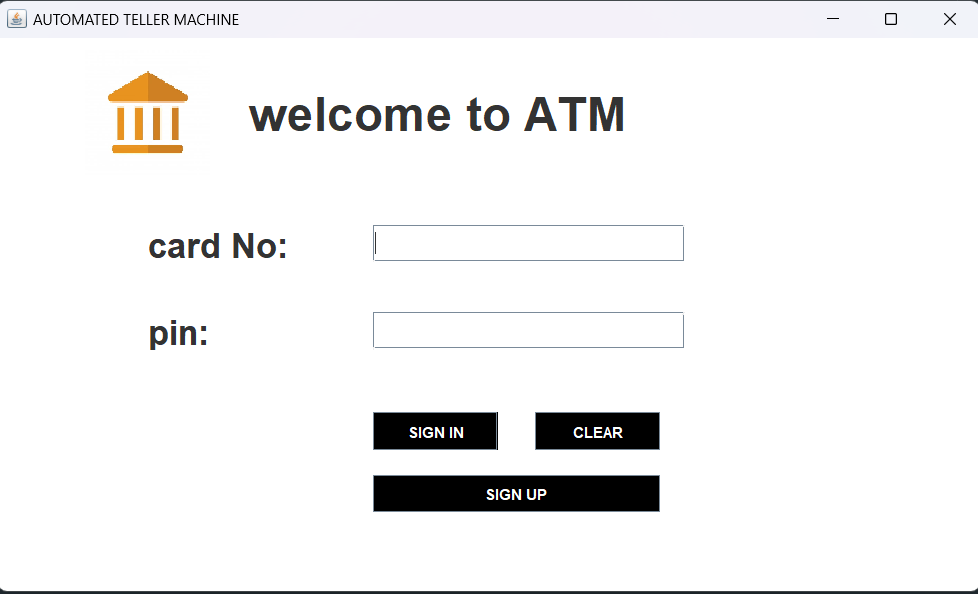 AUTOMATED TELLER MACHINE
welcome to ATM
card No:
pin:
SIGN IN CLEAR
SIGN UP